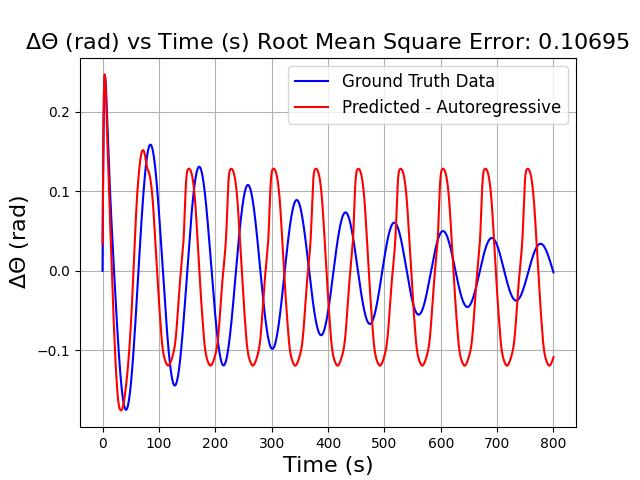 ΔΘ (rad) vs Time (s) Root Mean Square Error: 0.10695
Ground Truth Data
Predicted - Autoregressive
ΔΘ (rad)
0.2
0.1
0.0
−0.1
0 100 200 300 400 500 600 700 800
Time (s)